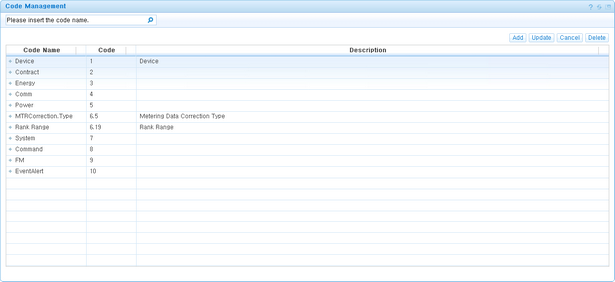 Code Management
Please insert the code name.
Add Update Cancel Delete
Code Name Code Description
Device 1 Device
Contract 2
Energy 3
Comm 4
Power 5
MTRCorrection.Type 6.5 Metering Data Correction Type
Rank Range 6.19 Rank Range
System 7
Command 8
FM 9
EventAlert 10